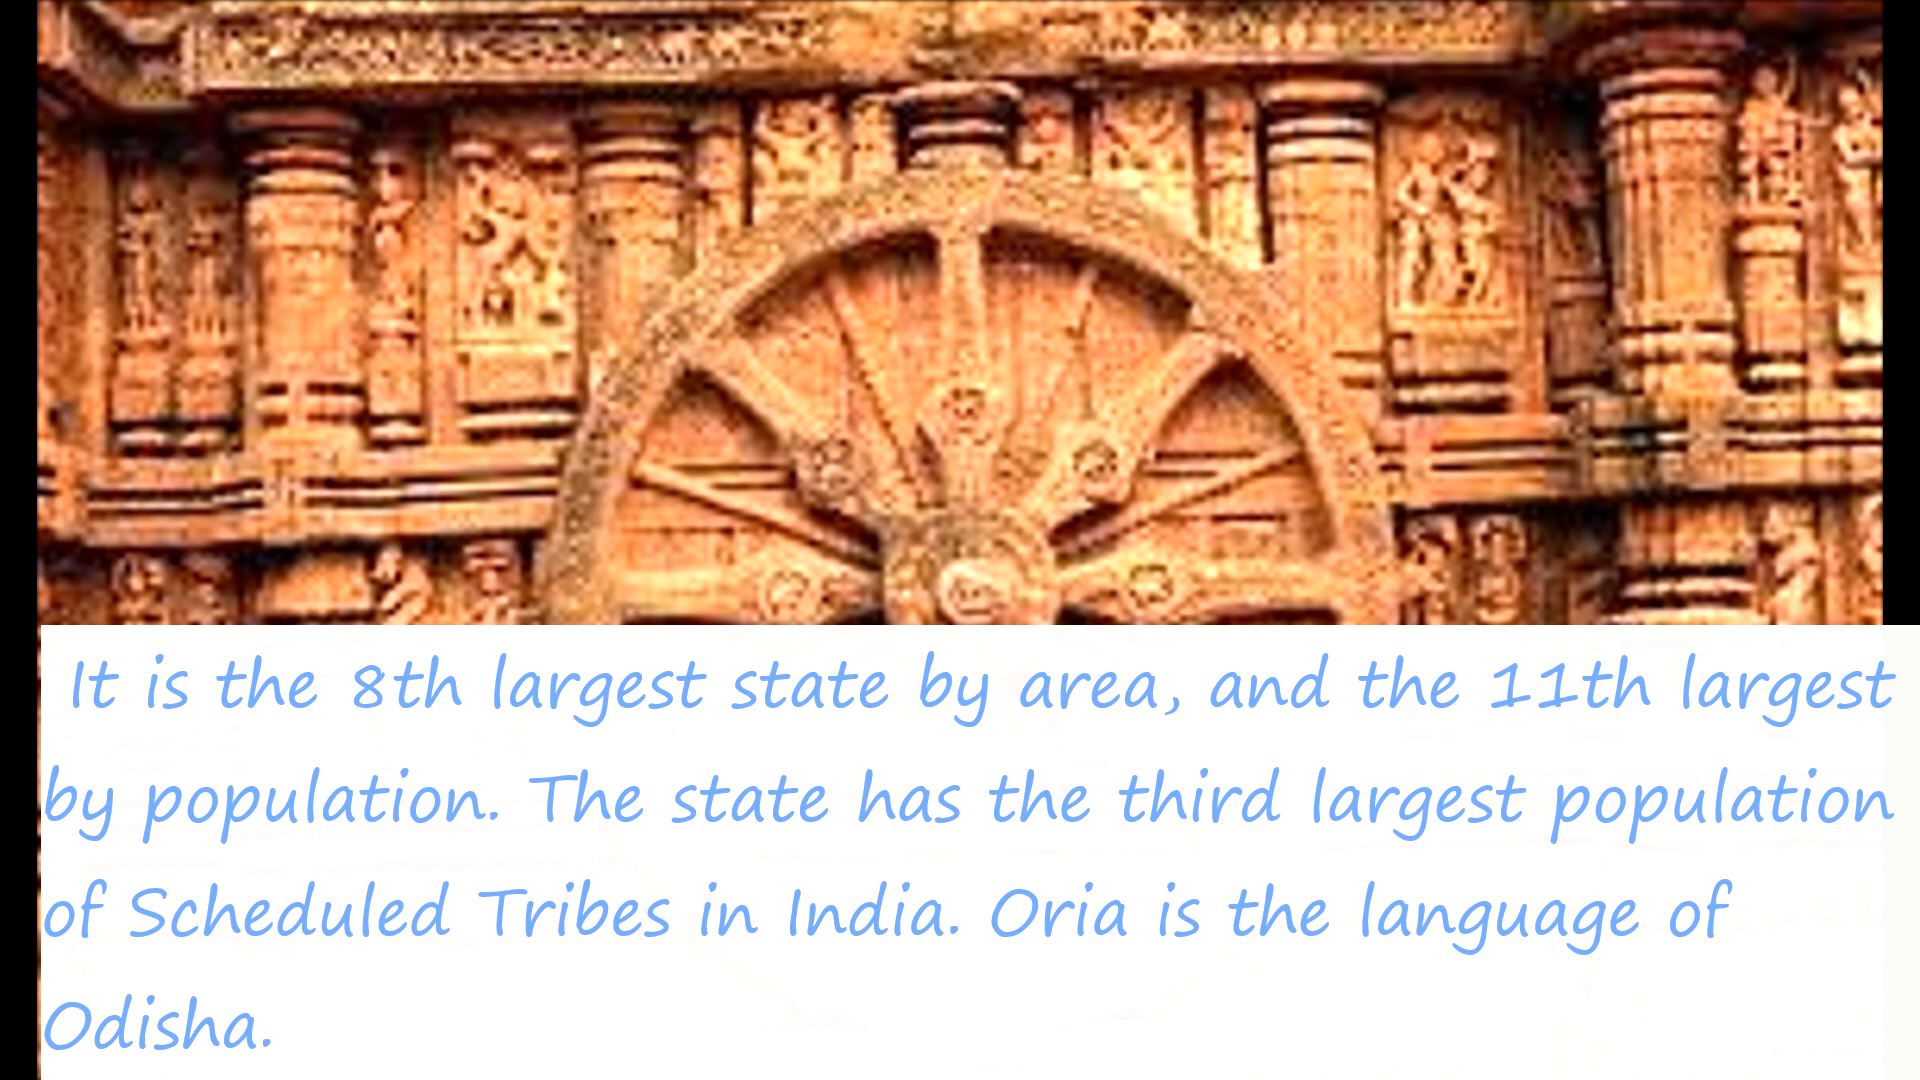 It is the 8th largest state by area, and the 11th largest
by population. The state has the third largest population
of Scheduled Tribes in India. Oria is the language of
Odisha.